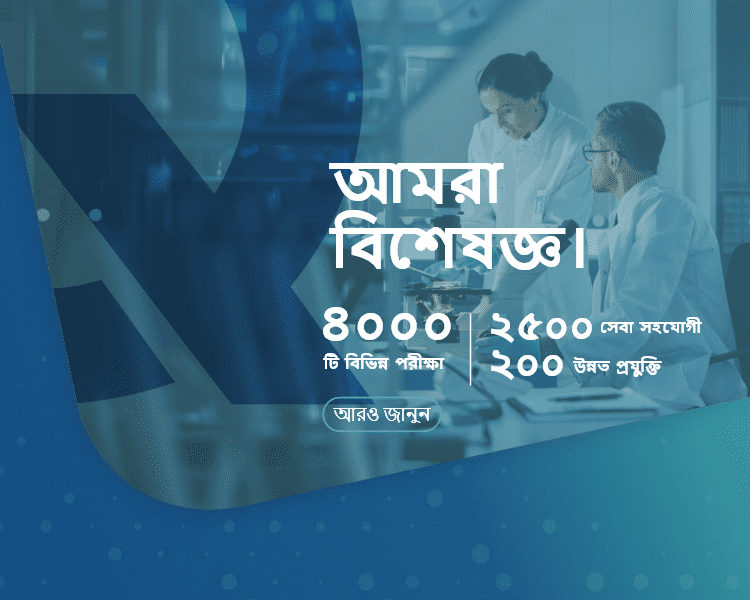 আমরা
বিশেষজ্ঞ।
৪০০০
টি বিভিন্ন পরীক্ষা
২৫০০ সেবা সহযোগী
২০০ উন্নত প্রযুক্তি
আরও জানুন